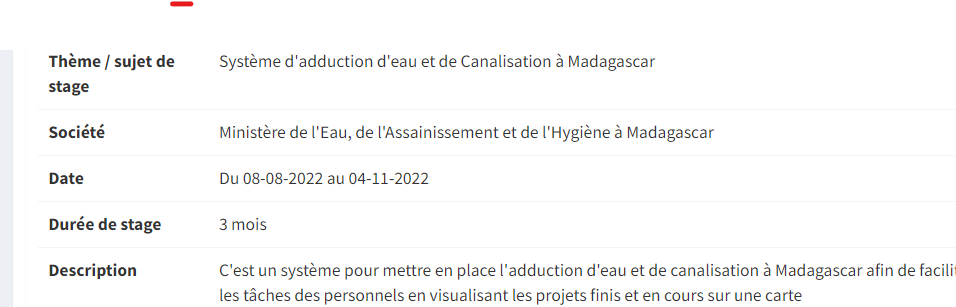 Thème / sujet de stage Système d'adduction d'eau et de Canalisation à Madagascar
Société Ministère de l'Eau, de l'Assainissement et de l'Hygiène à Madagascar
Date Du 08-08-2022 au 04-11-2022
Durée de stage 3 mois
Description C'est un système pour mettre en place l'adduction d'eau et de canalisation à Madagascar afin de
les tâches des personnels en visualisant les projets finis et en cours sur une carte